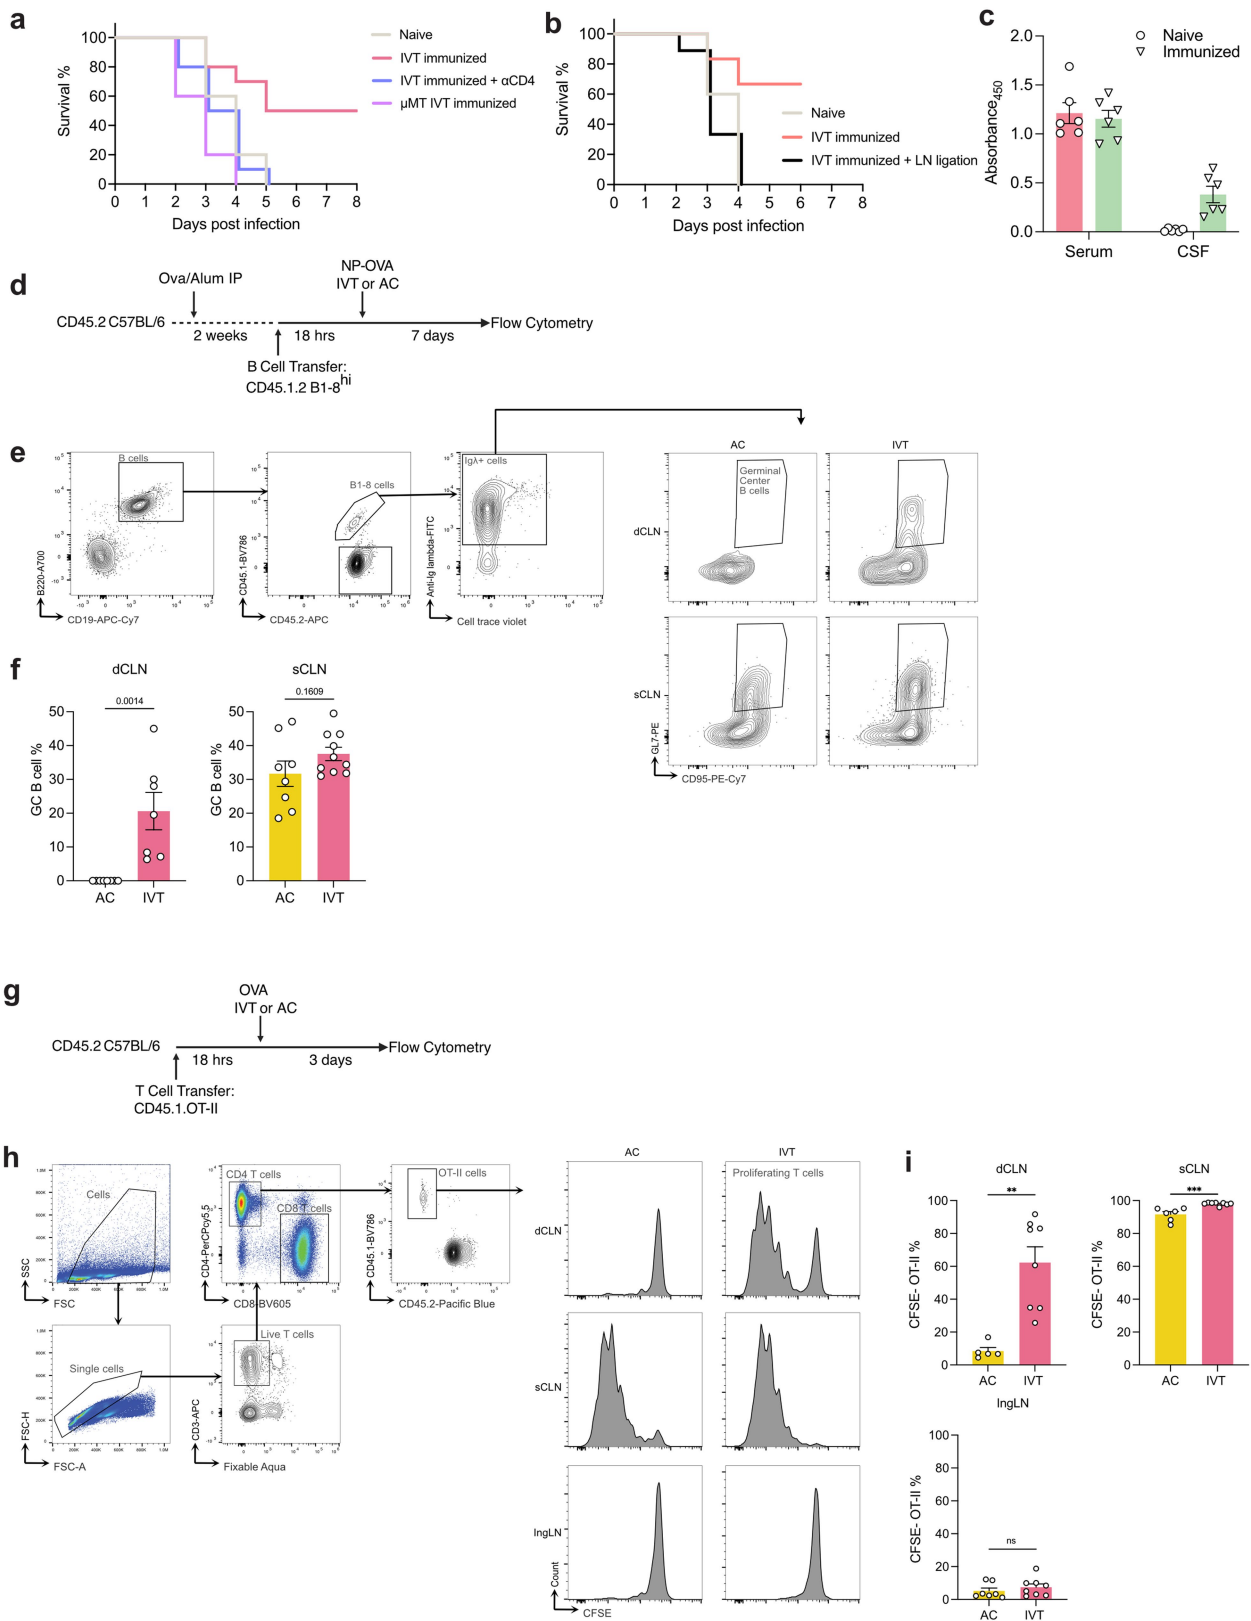 a
Survival %
100
80
60
40
20
0
0 1 2 3 4 5 6 7 8
Days post infection
Naive
IVT immunized
IVT immunized + αCD4
μMT IVT immunized
b
Survival %
100
80
60
40
20
0
0 1 2 3 4 5 6 7 8
Days post infection
Naive
IVT immunized
IVT immunized + LN ligation
c
Absorbance450
2.0
1.5
1.0
0.5
0.0
Serum CSF
Naive
Immunized
d
Ova/Alum IP
NP-OVA
IVT or AC
CD45.2 C57BL/6
2 weeks
18 hrs
7 days
Flow Cytometry
B Cell Transfer:
CD45.1.2 B1-8hi
e
B cells
B220-A700
CD19-APC-Cy7
B1-8 cells
CD45.1-BV786
CD45.2-APC
Igλ+ cells
Anti-Ig lambda-FITC
Cell trace violet
AC IVT
Germinal
Center
B cells
dCLN
sCLN
GL7-PE
CD95-PE-Cy7
f
dCLN
0.0014
GC B cell %
50
40
30
20
10
0
AC IVT
sCLN
0.1609
GC B cell %
50
40
30
20
10
0
AC IVT
g
OVA
IVT or AC
CD45.2 C57BL/6
18 hrs
3 days
Flow Cytometry
T Cell Transfer:
CD45.1.OT-II
h
Cells
SSC
FSC
CD4 T cells
CD8 T cells
CD4-PerCPcy5.5
CD8-BV605
OT-II cells
CD45.1-BV786
CD45.2-Pacific Blue
Single cells
FSC-H
FSC-A
Live T cells
CD3-APC
Fixable Aqua
AC IVT
Proliferating T cells
dCLN
sCLN
IngLN
Count
CFSE
i
dCLN
**
CFSE- OT-II %
100
80
60
40
20
0
AC IVT
sCLN
***
CFSE- OT-II %
100
80
60
40
20
0
AC IVT
IngLN
ns
CFSE- OT-II %
100
80
60
40
20
0
AC IVT